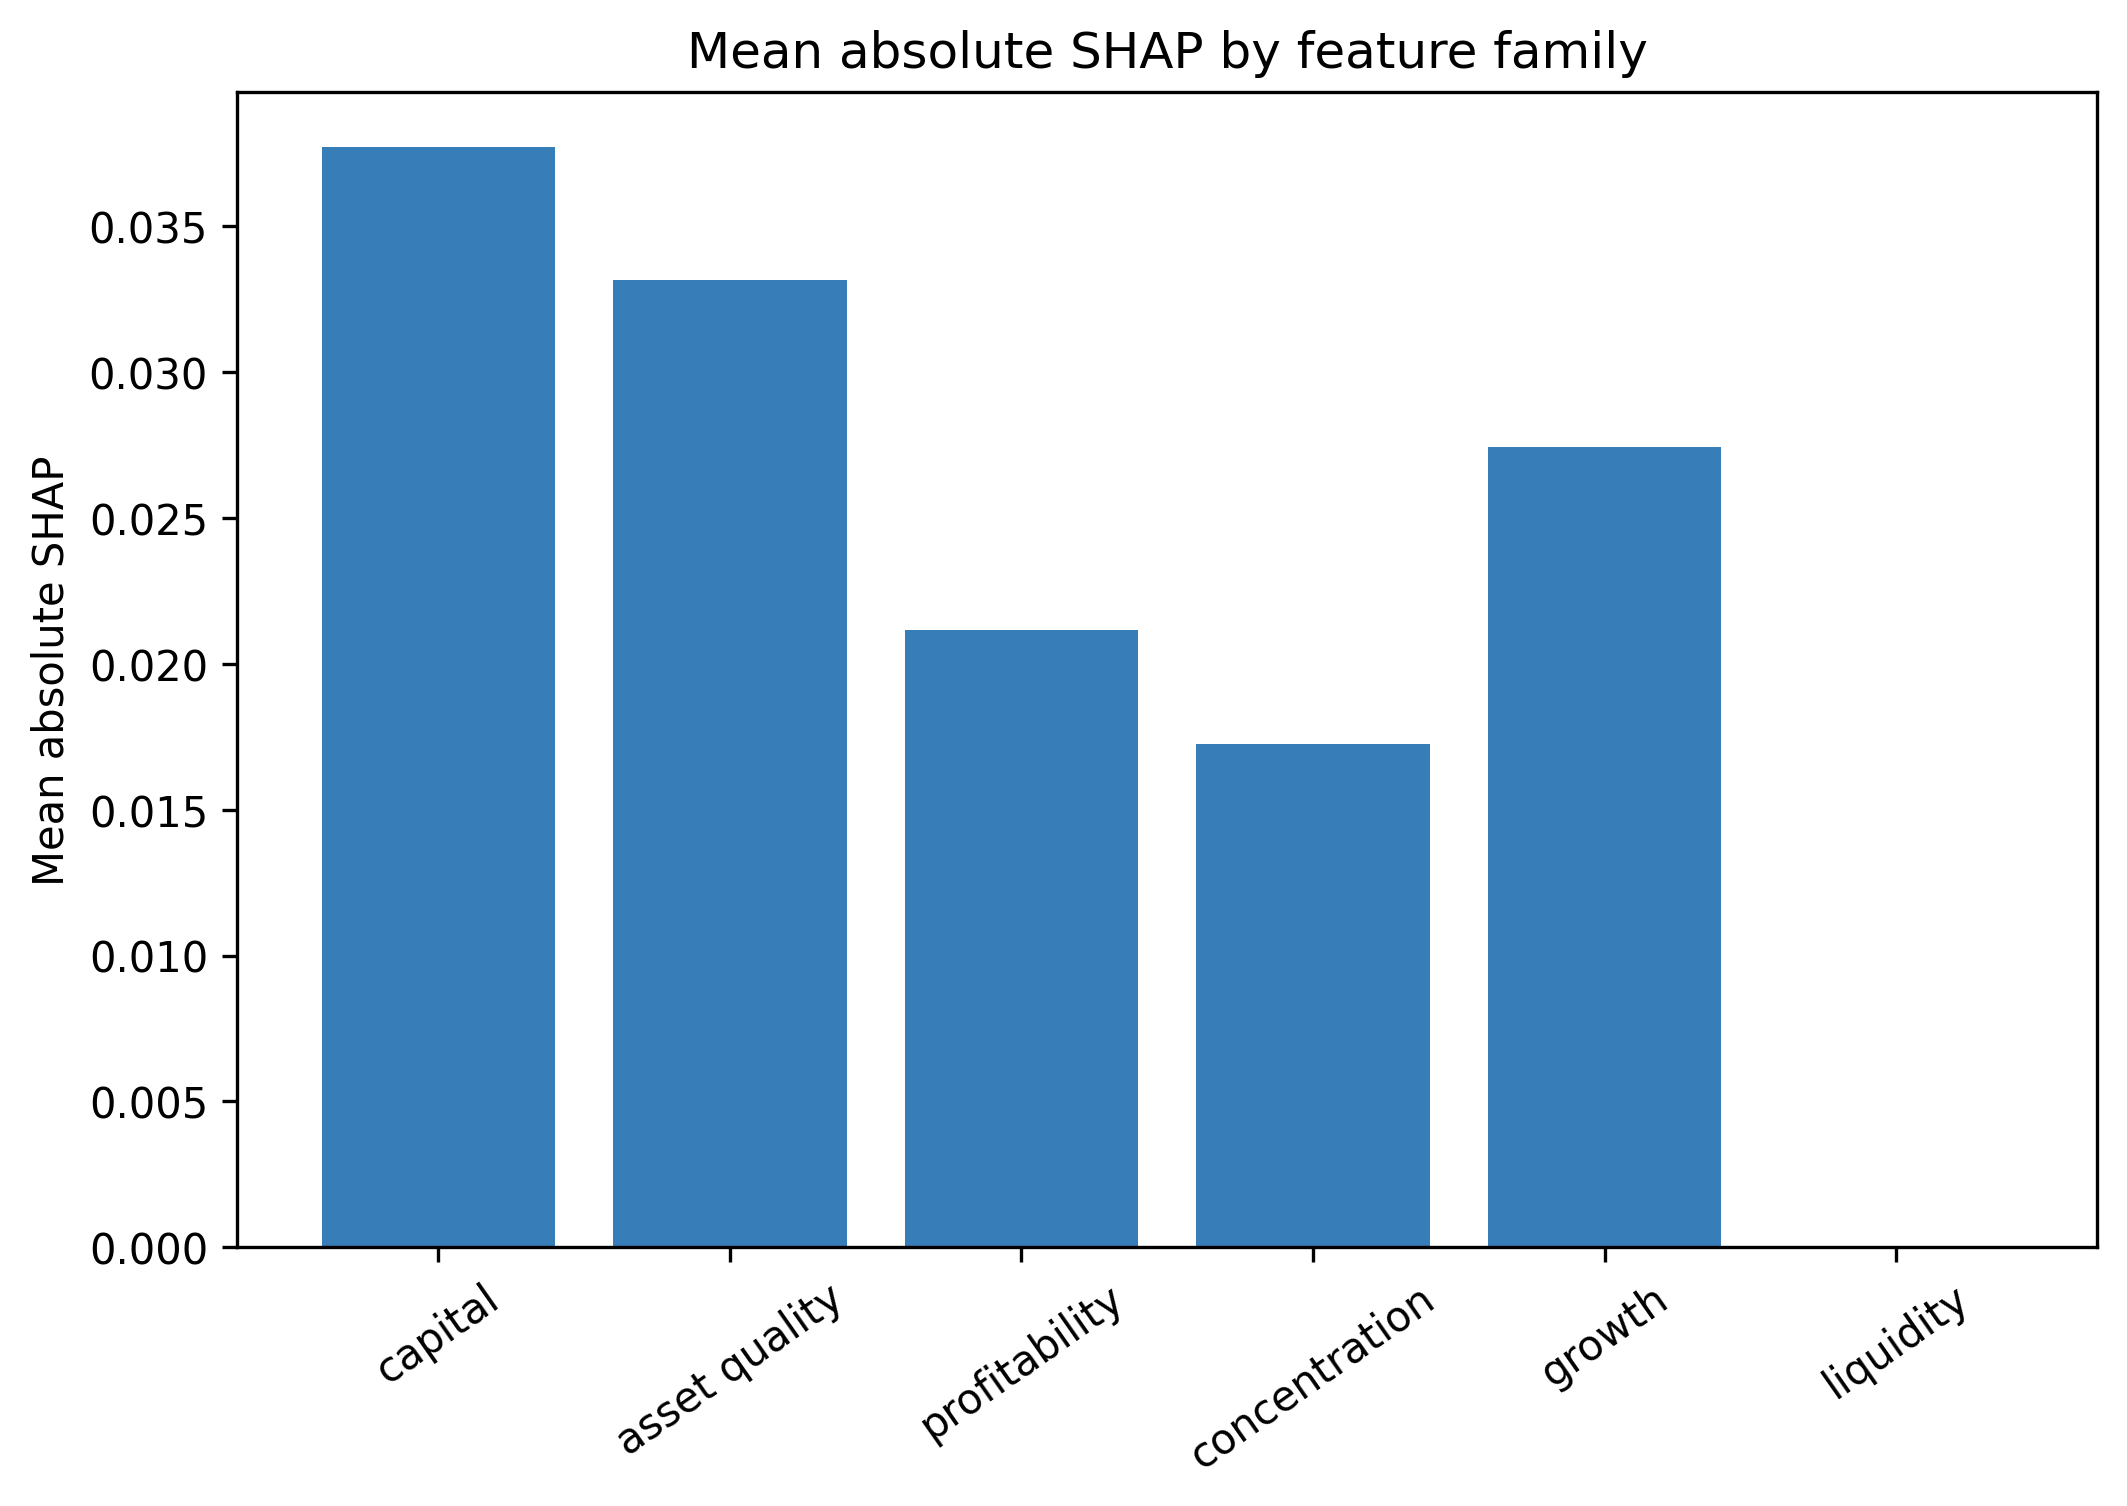 Mean absolute SHAP by feature family
Mean absolute SHAP
0.035
0.030
0.025
0.020
0.015
0.010
0.005
0.000
capital
asset quality
profitability
concentration
growth
liquidity